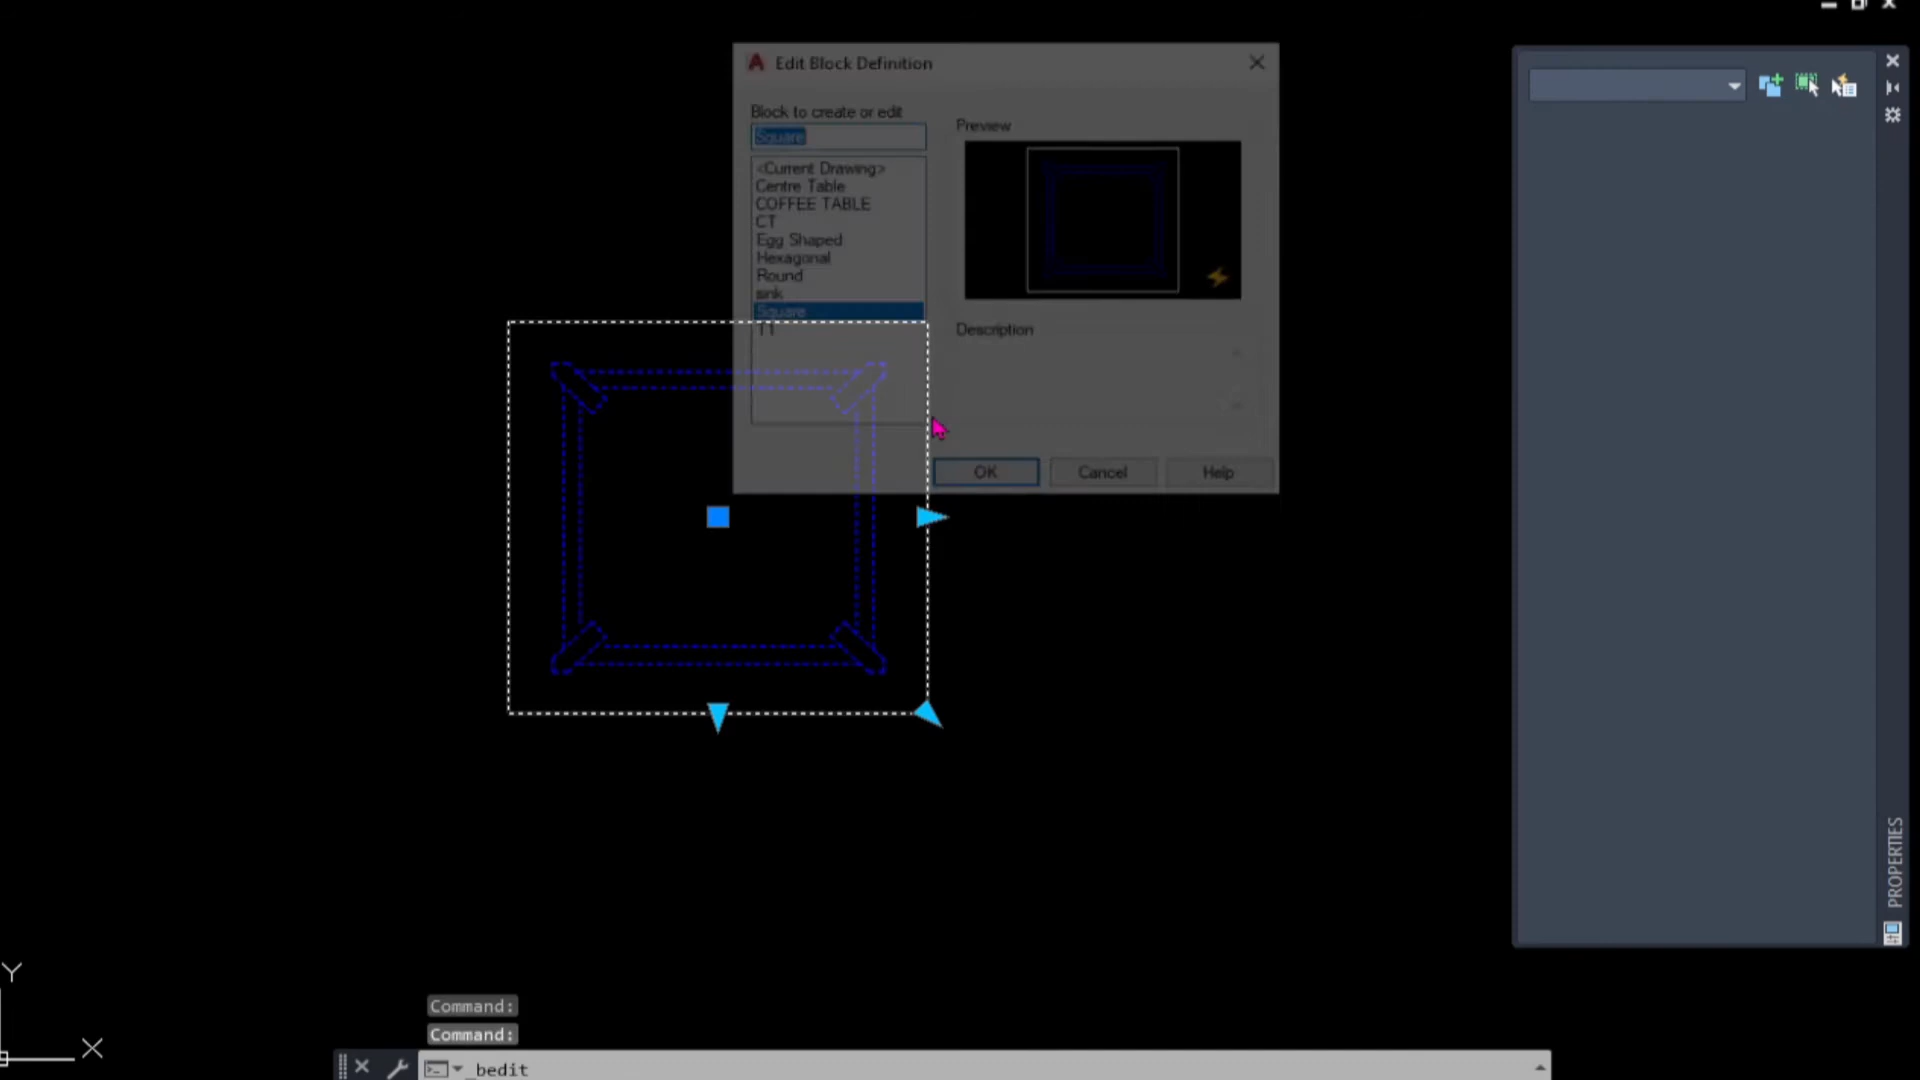 Edit Block Definition
Block to create or edit
Square
<Current Drawing>
Centre Table
COFFEE TABLE
CT
Egg Shaped
Hexagonal
Round
sink
Square
TT
Preview
Description
OK
Cancel
Help
PROPERTIES
Y
X
Command:
Command:
_bedit